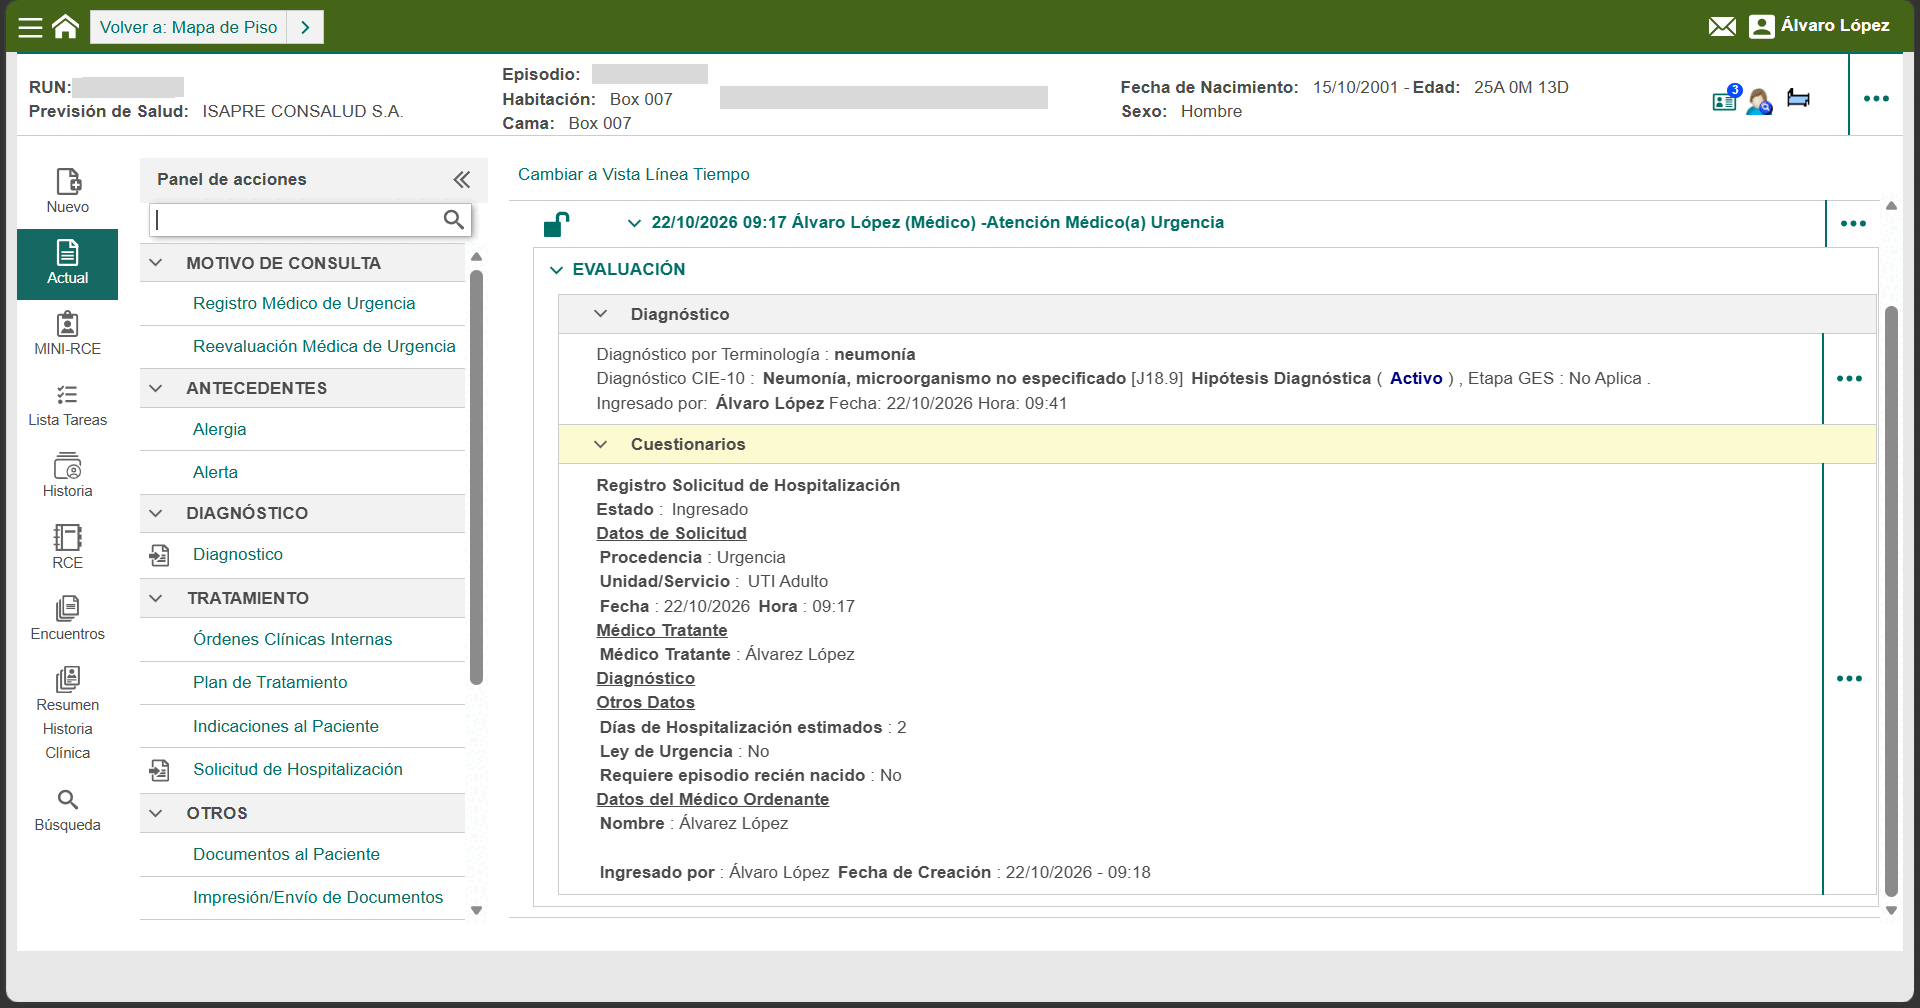 Volver a: Mapa de Piso
Álvaro López
RUN:
Previsión de Salud: ISAPRE CONSALUD S.A.
Episodio:
Habitación: Box 007
Cama: Box 007
Fecha de Nacimiento: 15/10/2001 - Edad: 25A 0M 13D
Sexo: Hombre
3
Nuevo
Actual
MINI-RCE
Lista Tareas
Historia
RCE
Encuentros
Resumen
Historia
Clínica
Búsqueda
Panel de acciones
MOTIVO DE CONSULTA
Registro Médico de Urgencia
Reevaluación Médica de Urgencia
ANTECEDENTES
Alergia
Alerta
DIAGNÓSTICO
Diagnostico
TRATAMIENTO
Órdenes Clínicas Internas
Plan de Tratamiento
Indicaciones al Paciente
Solicitud de Hospitalización
OTROS
Documentos al Paciente
Impresión/Envío de Documentos
Cambiar a Vista Línea Tiempo
22/10/2026 09:17 Álvaro López (Médico) -Atención Médico(a) Urgencia
EVALUACIÓN
Diagnóstico
Diagnóstico por Terminología : neumonía
Diagnóstico CIE-10 : Neumonía, microorganismo no especificado [J18.9] Hipótesis Diagnóstica ( Activo ) , Etapa GES : No Aplica .
Ingresado por: Álvaro López Fecha: 22/10/2026 Hora: 09:41
Cuestionarios
Registro Solicitud de Hospitalización
Estado : Ingresado
Datos de Solicitud
Procedencia : Urgencia
Unidad/Servicio : UTI Adulto
Fecha : 22/10/2026 Hora : 09:17
Médico Tratante
Médico Tratante : Álvarez López
Diagnóstico
Otros Datos
Días de Hospitalización estimados : 2
Ley de Urgencia : No
Requiere episodio recién nacido : No
Datos del Médico Ordenante
Nombre : Álvarez López
Ingresado por : Álvaro López Fecha de Creación : 22/10/2026 - 09:18